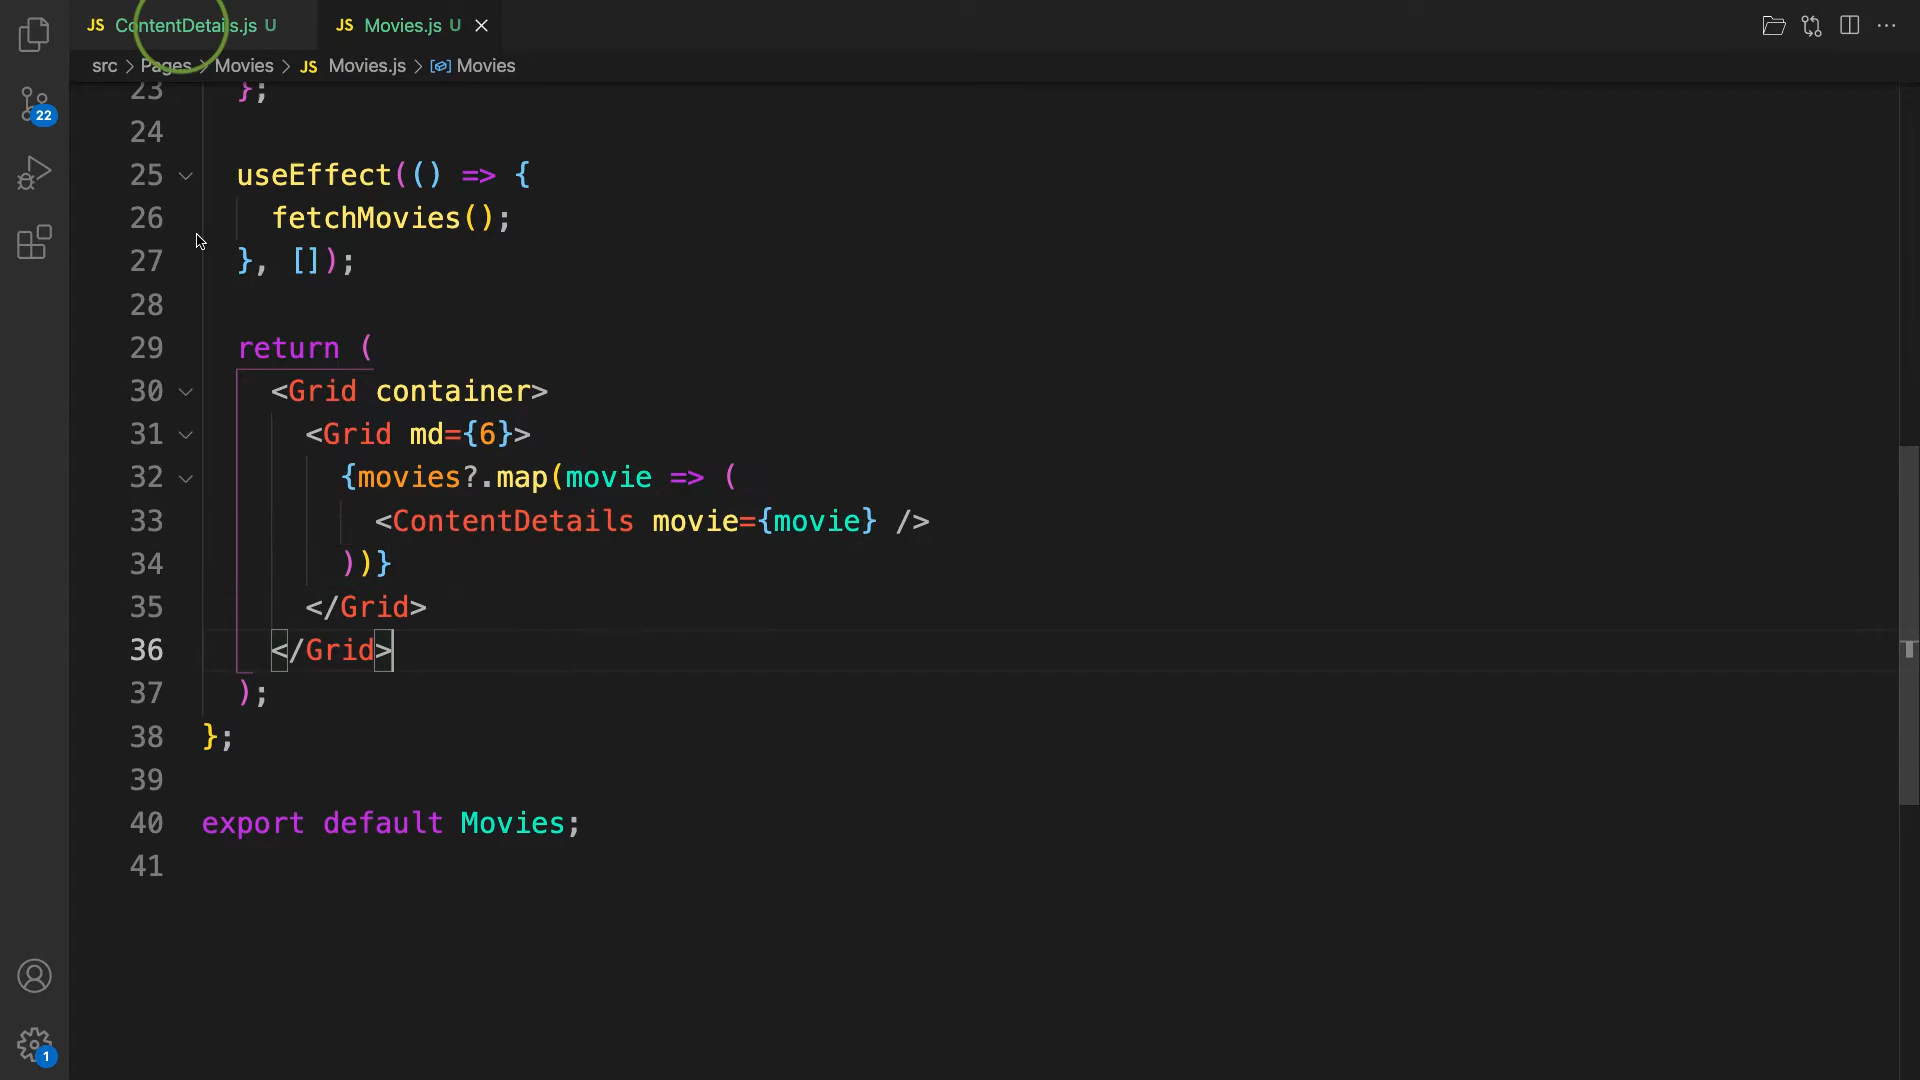 JS ContentDetails.js U JS Movies.js U
src > Pages > Movies > JS Movies.js > Movies
23 };
24
25 useEffect(() => {
26 fetchMovies();
27 }, []);
28
29 return (
30 <Grid container>
31 <Grid md={6}>
32 {movies?.map(movie => (
33 <ContentDetails movie={movie} />
34 ))}
35 </Grid>
36 </Grid>
37 );
38 };
39
40 export default Movies;
41
22
1